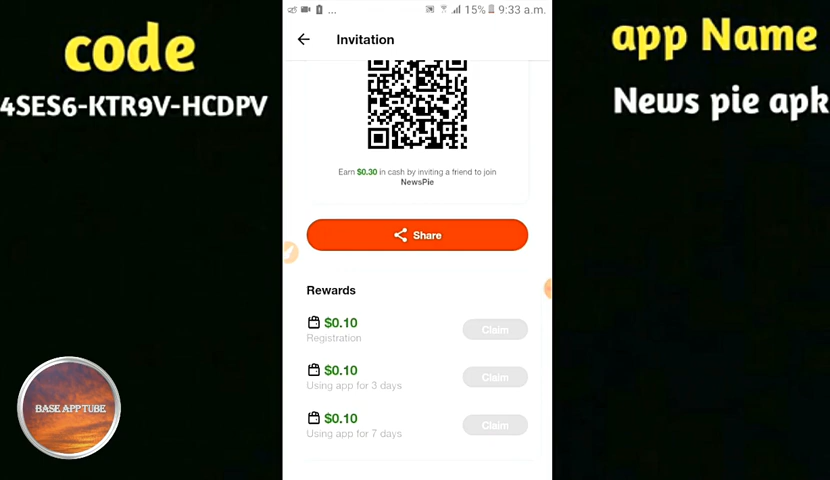 code
4SES6-KTR9V-HCDPV
app Name
News pie apk
... 15% 9:33 a.m.
Invitation
Earn $0.30 in cash by inviting a friend to join
NewsPie
Share
Rewards
$0.10
Registration
Claim
$0.10
Using app for 3 days
Claim
$0.10
Using app for 7 days
Claim
BASE APP TUBE